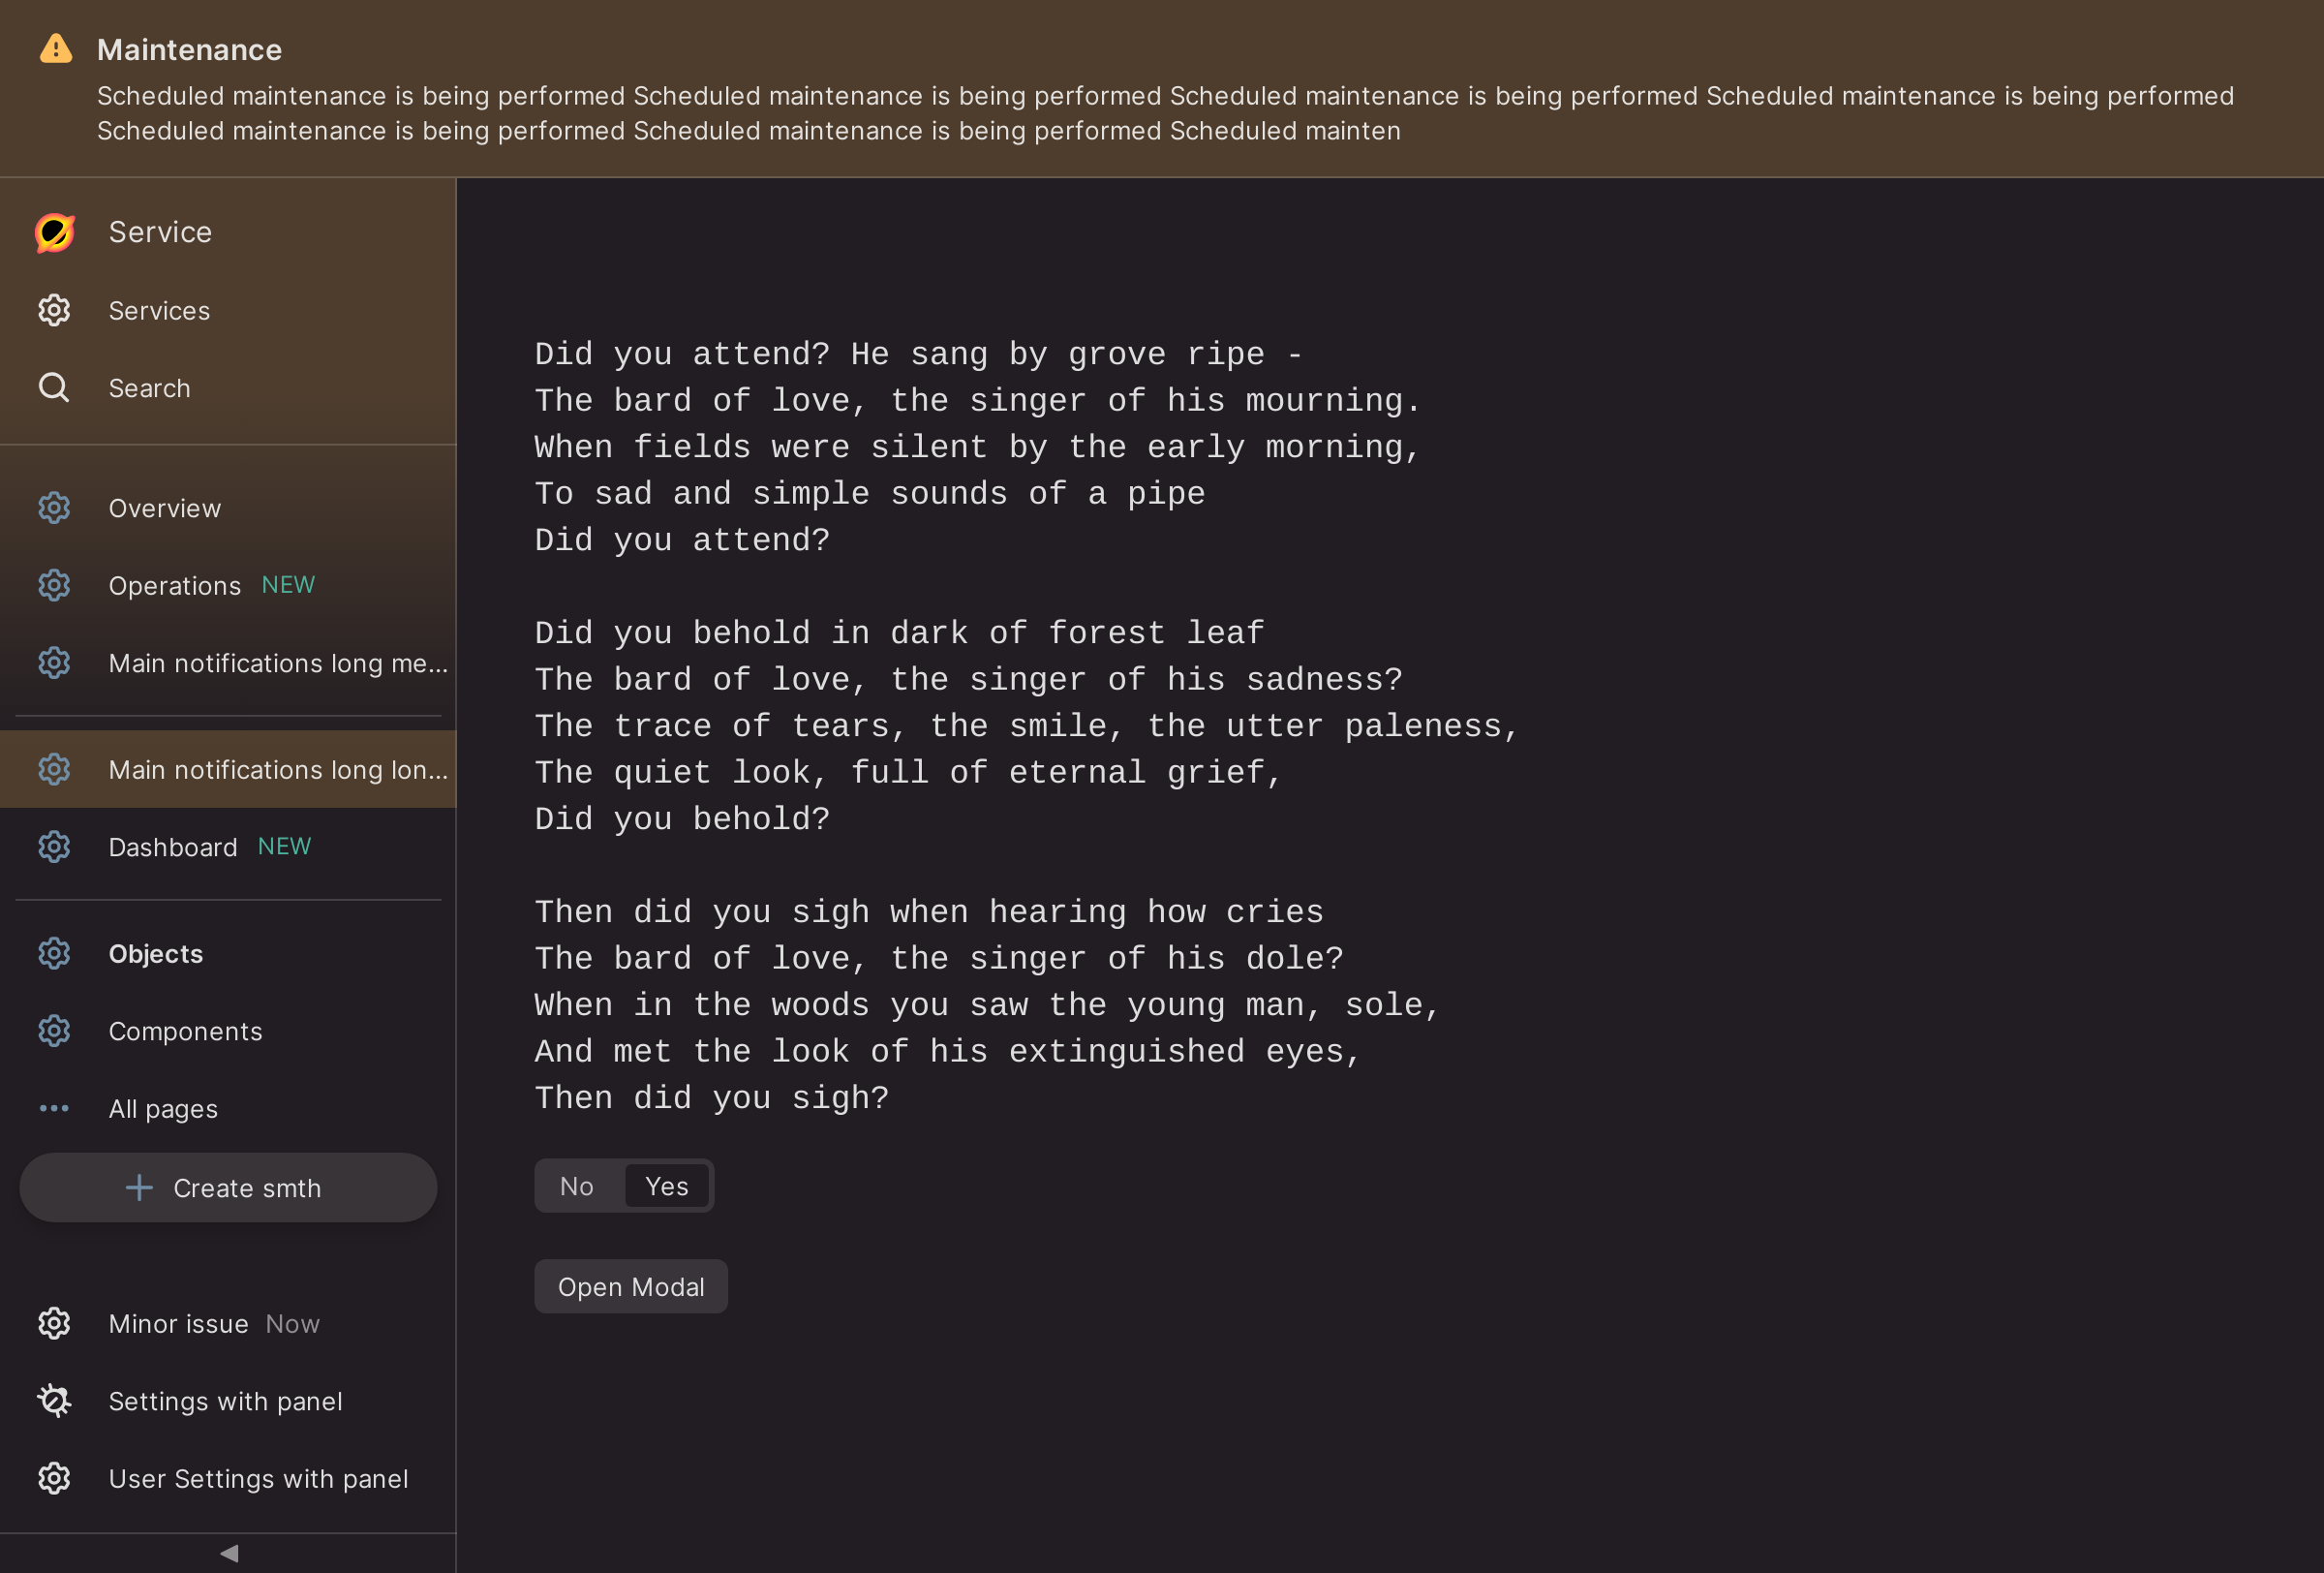 Maintenance
Scheduled maintenance is being performed Scheduled maintenance is being performed Scheduled maintenance is being performed Scheduled maintenance is being performed
Scheduled maintenance is being performed Scheduled maintenance is being performed Scheduled mainten
Service
Services
Search
Overview
Operations NEW
Main notifications long me...
Main notifications long lon...
Dashboard NEW
Objects
Components
All pages
Create smth
Minor issue Now
Settings with panel
User Settings with panel
Did you attend? He sang by grove ripe -
The bard of love, the singer of his mourning.
When fields were silent by the early morning,
To sad and simple sounds of a pipe
Did you attend?
Did you behold in dark of forest leaf
The bard of love, the singer of his sadness?
The trace of tears, the smile, the utter paleness,
The quiet look, full of eternal grief,
Did you behold?
Then did you sigh when hearing how cries
The bard of love, the singer of his dole?
When in the woods you saw the young man, sole,
And met the look of his extinguished eyes,
Then did you sigh?
No Yes
Open Modal